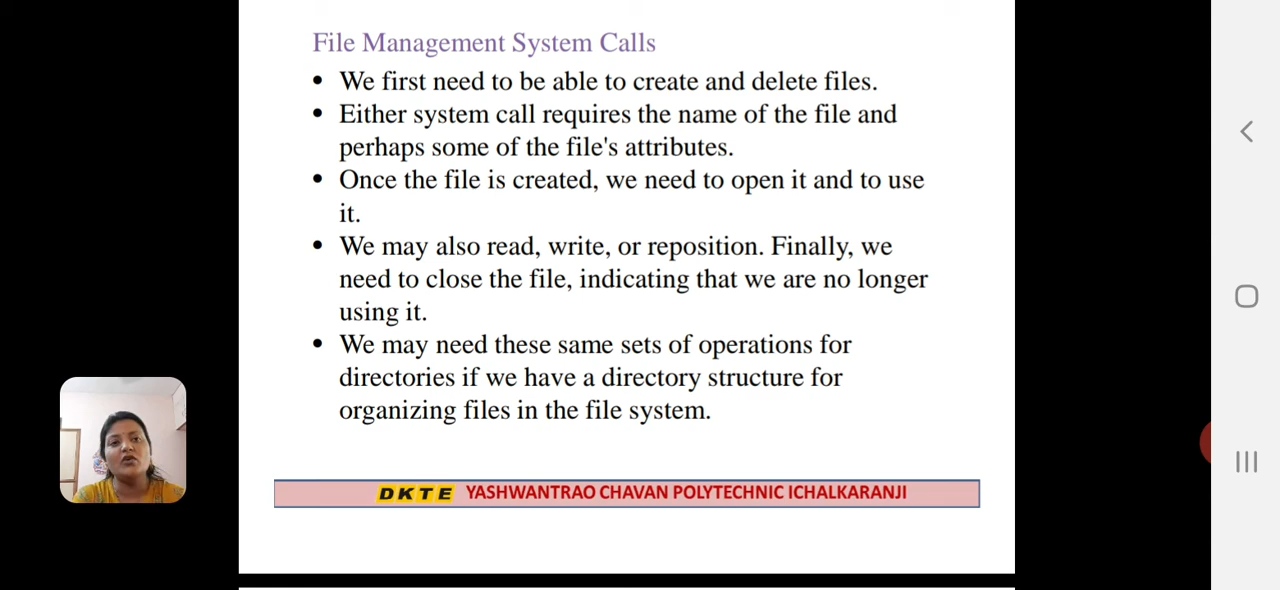 File Management System Calls
• We first need to be able to create and delete files.
• Either system call requires the name of the file and
perhaps some of the file's attributes.
• Once the file is created, we need to open it and to use
it.
• We may also read, write, or reposition. Finally, we
need to close the file, indicating that we are no longer
using it.
• We may need these same sets of operations for
directories if we have a directory structure for
organizing files in the file system.
DKTE YASHWANTRAO CHAVAN POLYTECHNIC ICHALKARANJI